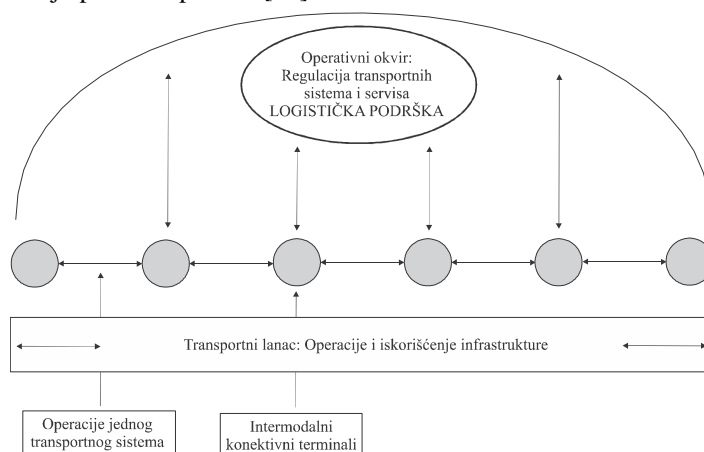 Operativni okvir:
Regulacija transportnih
sistema i servisa
LOGISTIČKA PODRŠKA
Transportni lanac: Operacije i iskorišćenje infrastrukture
Operacije jednog
transportnog sistema
Intermodalni
konektivni terminali